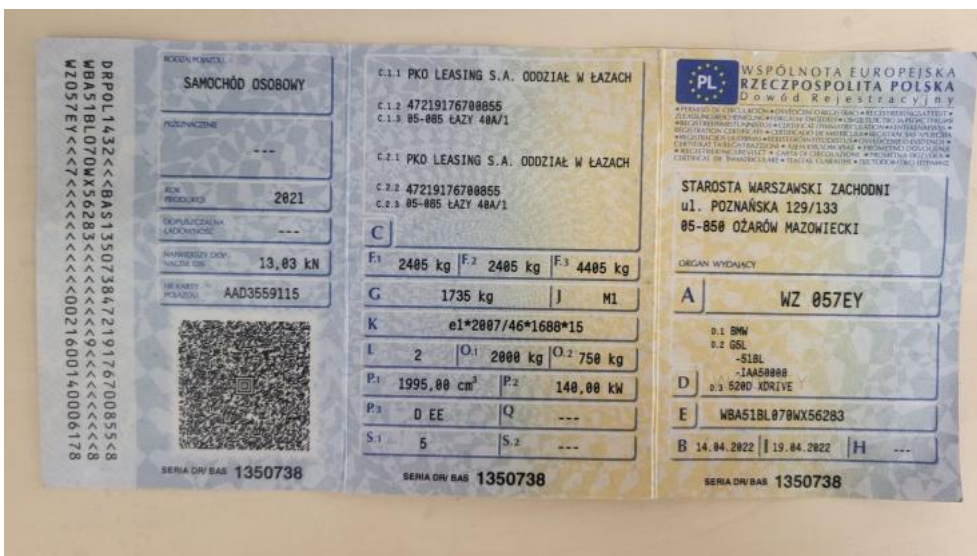 DRPOL1432<<BAS135073847219176700855<8
WBA51BL070WX56283<<<<<<9<<<<<<<<8
WZ057EY<<7<<<<<<<<0021600140006178
RODZAJ POJAZDU
SAMOCHÓD OSOBOWY
PRZEZNACZENIE
---
ROK PRODUKCJI
2021
DOPUSZCZALNA ŁADOWNOŚĆ
---
NAJWIĘKSZY DOP. NACISK OSI
13,03 kN
NR KARTY POJAZDU
AAD3559115
SERIA DR/ BAS 1350738
C.1.1 PKO LEASING S.A. ODDZIAŁ W ŁAZACH
C.1.2 47219176700855
C.1.3 05-085 ŁAZY 40A/1
C.2.1 PKO LEASING S.A. ODDZIAŁ W ŁAZACH
C.2.2 47219176700855
C.2.3 05-085 ŁAZY 40A/1
C
F.1 2405 kg F.2 2405 kg F.3 4405 kg
G 1735 kg J M1
K e1*2007/46*1688*15
L 2 O.1 2000 kg O.2 750 kg
P.1 1995,00 cm³ P.2 140,00 kW
P.3 D EE Q ---
S.1 5 S.2 ---
SERIA DR/ BAS 1350738
PL
WSPÓLNOTA EUROPEJSKA
RZECZPOSPOLITA POLSKA
Dowód Rejestracyjny
STAROSTA WARSZAWSKI ZACHODNI
ul. POZNAŃSKA 129/133
05-850 OŻARÓW MAZOWIECKI
ORGAN WYDAJĄCY
A WZ 057EY
D.1 BMW
D.2 G5L
-51BL
-IAA50008
D D.3 520D XDRIVE
E WBA51BL070WX56283
B 14.04.2022 I 19.04.2022 H ---
SERIA DR/ BAS 1350738